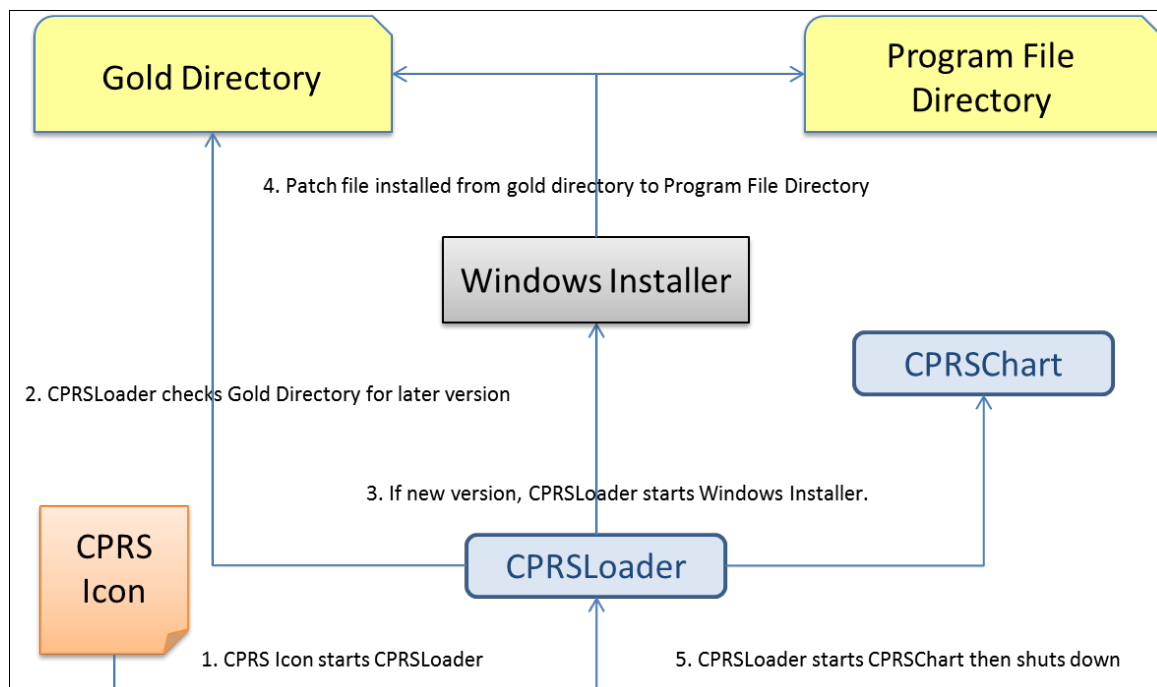 Gold Directory
Program File
Directory
4. Patch file installed from gold directory to Program File Directory
Windows Installer
CPRSChart
2. CPRSLoader checks Gold Directory for later version
3. If new version, CPRSLoader starts Windows Installer.
CPRS
Icon
CPRSLoader
1. CPRS Icon starts CPRSLoader
5. CPRSLoader starts CPRSChart then shuts down